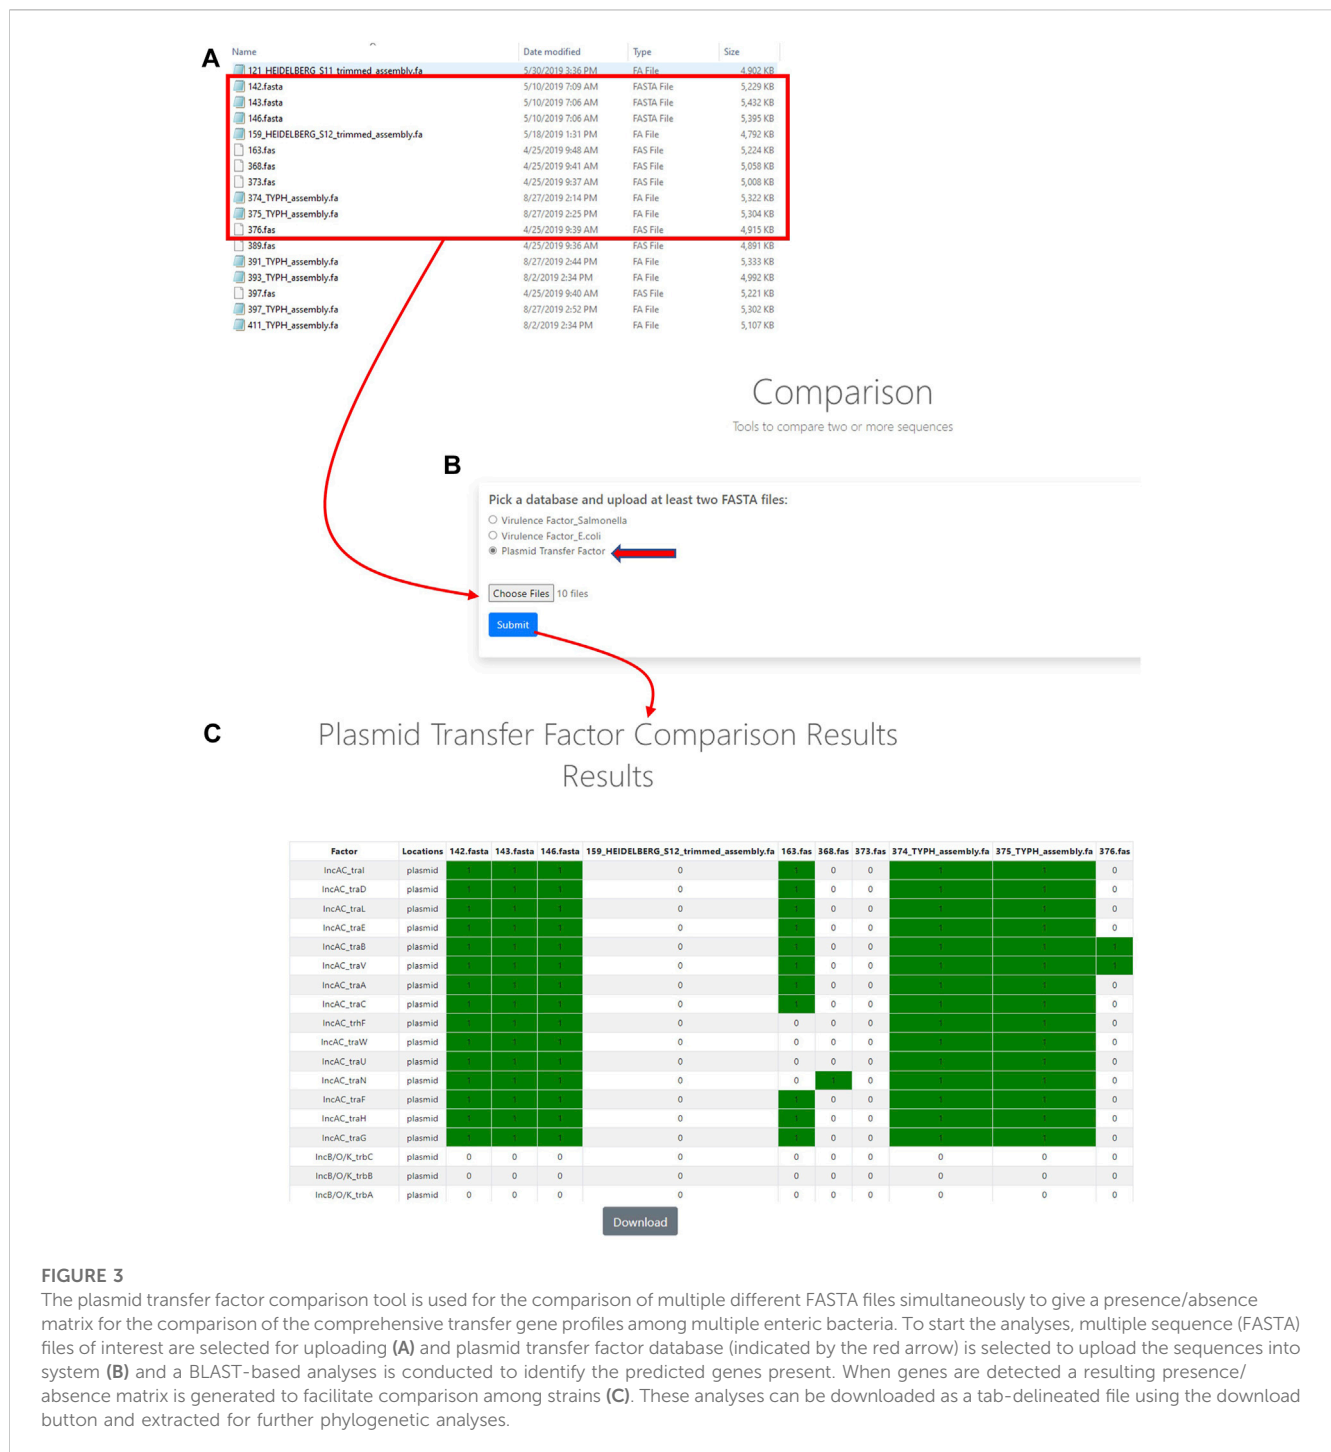 A
Name Date modified Type Size
121_HEIDELBERG_S11_trimmed_assembly.fa 5/30/2019 3:36 PM FA File 4,902 KB
142.fasta 5/10/2019 7:09 AM FASTA File 5,229 KB
143.fasta 5/10/2019 7:06 AM FASTA File 5,432 KB
146.fasta 5/10/2019 7:06 AM FASTA File 5,395 KB
159_HEIDELBERG_S12_trimmed_assembly.fa 5/18/2019 1:31 PM FA File 4,792 KB
163.fas 4/25/2019 9:48 AM FAS File 5,224 KB
368.fas 4/25/2019 9:41 AM FAS File 5,058 KB
373.fas 4/25/2019 9:37 AM FAS File 5,008 KB
374_TYPH_assembly.fa 8/27/2019 2:14 PM FA File 5,322 KB
375_TYPH_assembly.fa 8/27/2019 2:25 PM FA File 5,304 KB
376.fas 4/25/2019 9:39 AM FAS File 4,915 KB
389.fas 4/25/2019 9:36 AM FAS File 4,891 KB
391_TYPH_assembly.fa 8/27/2019 2:44 PM FA File 5,333 KB
393_TYPH_assembly.fa 8/2/2019 2:34 PM FA File 4,992 KB
397.fas 4/25/2019 9:40 AM FAS File 5,221 KB
397_TYPH_assembly.fa 8/27/2019 2:52 PM FA File 5,302 KB
411_TYPH_assembly.fa 8/2/2019 2:34 PM FA File 5,107 KB
Comparison
Tools to compare two or more sequences
B
Pick a database and upload at least two FASTA files:
Virulence Factor_Salmonella
Virulence Factor_E.coli
Plasmid Transfer Factor
Choose Files 10 files
Submit
C
Plasmid Transfer Factor Comparison Results
Results
Factor Locations 142.fasta 143.fasta 146.fasta 159_HEIDELBERG_S12_trimmed_assembly.fa 163.fas 368.fas 373.fas 374_TYPH_assembly.fa 375_TYPH_assembly.fa 376.fas
IncAC_traI plasmid 1 1 1 0 1 0 0 1 1 0
IncAC_traD plasmid 1 1 1 0 1 0 0 1 1 0
IncAC_traL plasmid 1 1 1 0 1 0 0 1 1 0
IncAC_traE plasmid 1 1 1 0 1 0 0 1 1 0
IncAC_traB plasmid 1 1 1 0 1 0 0 1 1 1
IncAC_traV plasmid 1 1 1 0 1 0 0 1 1 1
IncAC_traA plasmid 1 1 1 0 1 0 0 1 1 0
IncAC_traC plasmid 1 1 1 0 1 0 0 1 1 0
IncAC_trhF plasmid 1 1 1 0 0 0 0 1 1 0
IncAC_traW plasmid 1 1 1 0 0 0 0 1 1 0
IncAC_traU plasmid 1 1 1 0 0 0 0 1 1 0
IncAC_traN plasmid 1 1 1 0 0 1 0 1 1 0
IncAC_traF plasmid 1 1 1 0 1 0 0 1 1 0
IncAC_traH plasmid 1 1 1 0 1 0 0 1 1 0
IncAC_traG plasmid 1 1 1 0 1 0 0 1 1 0
IncB/O/K_trbC plasmid 0 0 0 0 0 0 0 0 0 0
IncB/O/K_trbB plasmid 0 0 0 0 0 0 0 0 0 0
IncB/O/K_trbA plasmid 0 0 0 0 0 0 0 0 0 0
Download
FIGURE 3
The plasmid transfer factor comparison tool is used for the comparison of multiple different FASTA files simultaneously to give a presence/absence
matrix for the comparison of the comprehensive transfer gene profiles among multiple enteric bacteria. To start the analyses, multiple sequence (FASTA)
files of interest are selected for uploading (A) and plasmid transfer factor database (indicated by the red arrow) is selected to upload the sequences into
system (B) and a BLAST-based analyses is conducted to identify the predicted genes present. When genes are detected a resulting presence/
absence matrix is generated to facilitate comparison among strains (C). These analyses can be downloaded as a tab-delineated file using the download
button and extracted for further phylogenetic analyses.